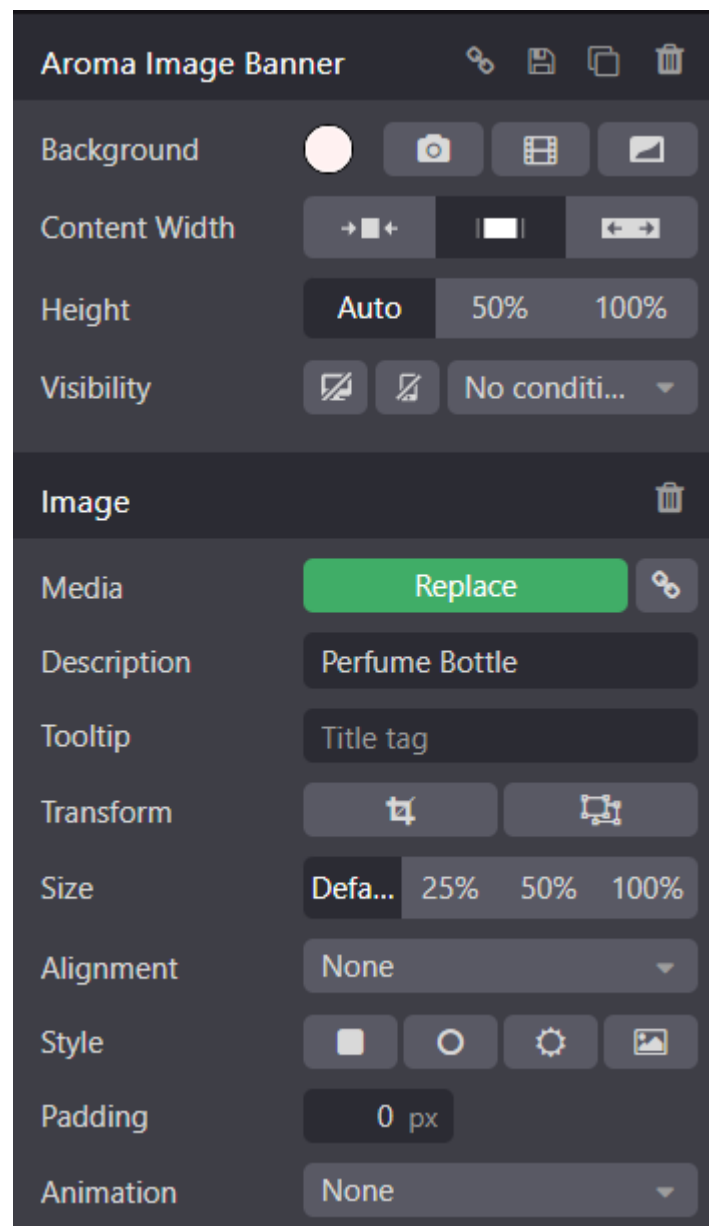 Aroma Image Banner
Background
Content Width
Height Auto 50% 100%
Visibility No conditi...
Image
Media Replace
Description Perfume Bottle
Tooltip Title tag
Transform
Size Defa... 25% 50% 100%
Alignment None
Style
Padding 0 px
Animation None